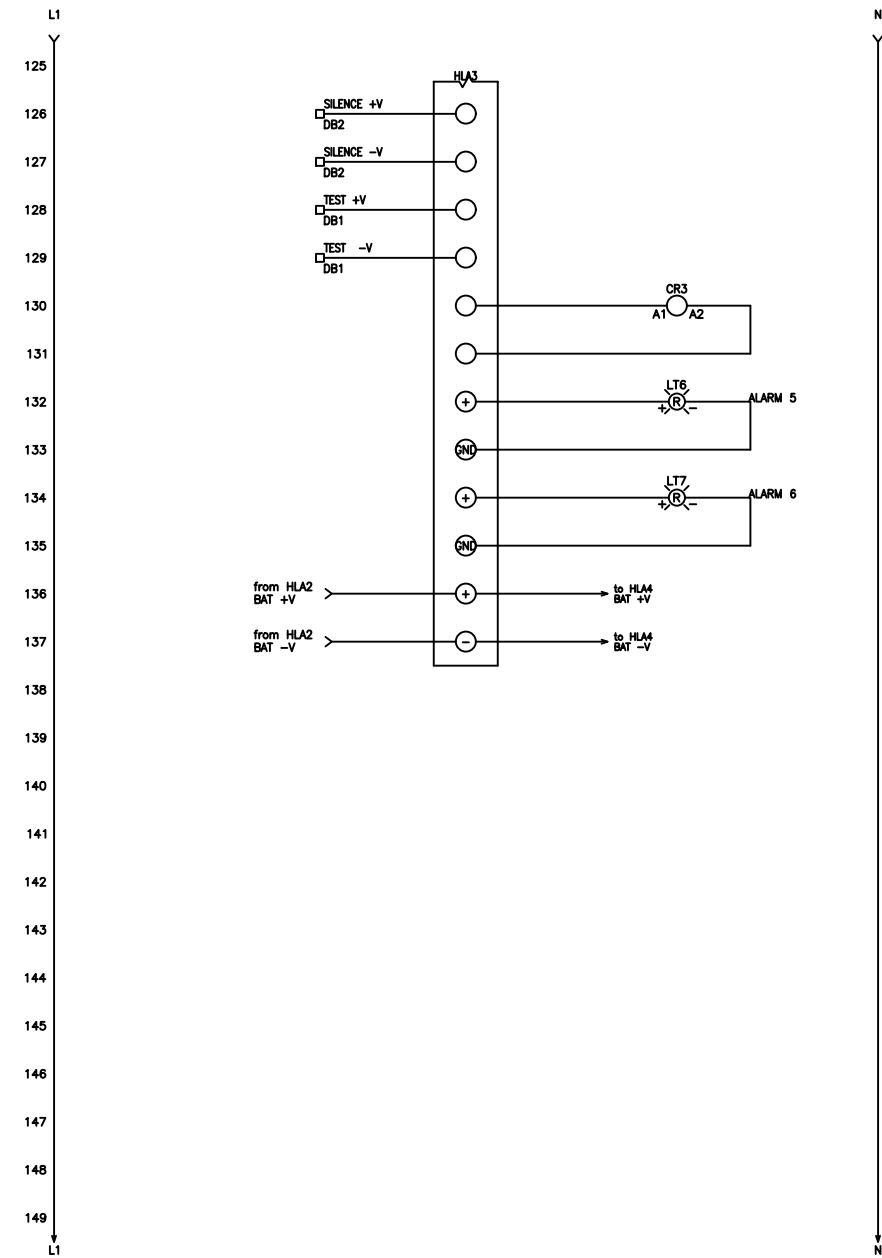 L1 N
125
HLA3
126 SILENCE +V
DB2
127 SILENCE -V
DB2
128 TEST +V
DB1
129 TEST -V
DB1
CR3
130 A1 A2
131
LT6
132 + + R - ALARM 5
133 GND
LT7
134 + + R - ALARM 6
135 GND
136 from HLA2 + to HLA4
BAT +V BAT +V
137 from HLA2 - to HLA4
BAT -V BAT -V
138
139
140
141
142
143
144
145
146
147
148
149
L1 N